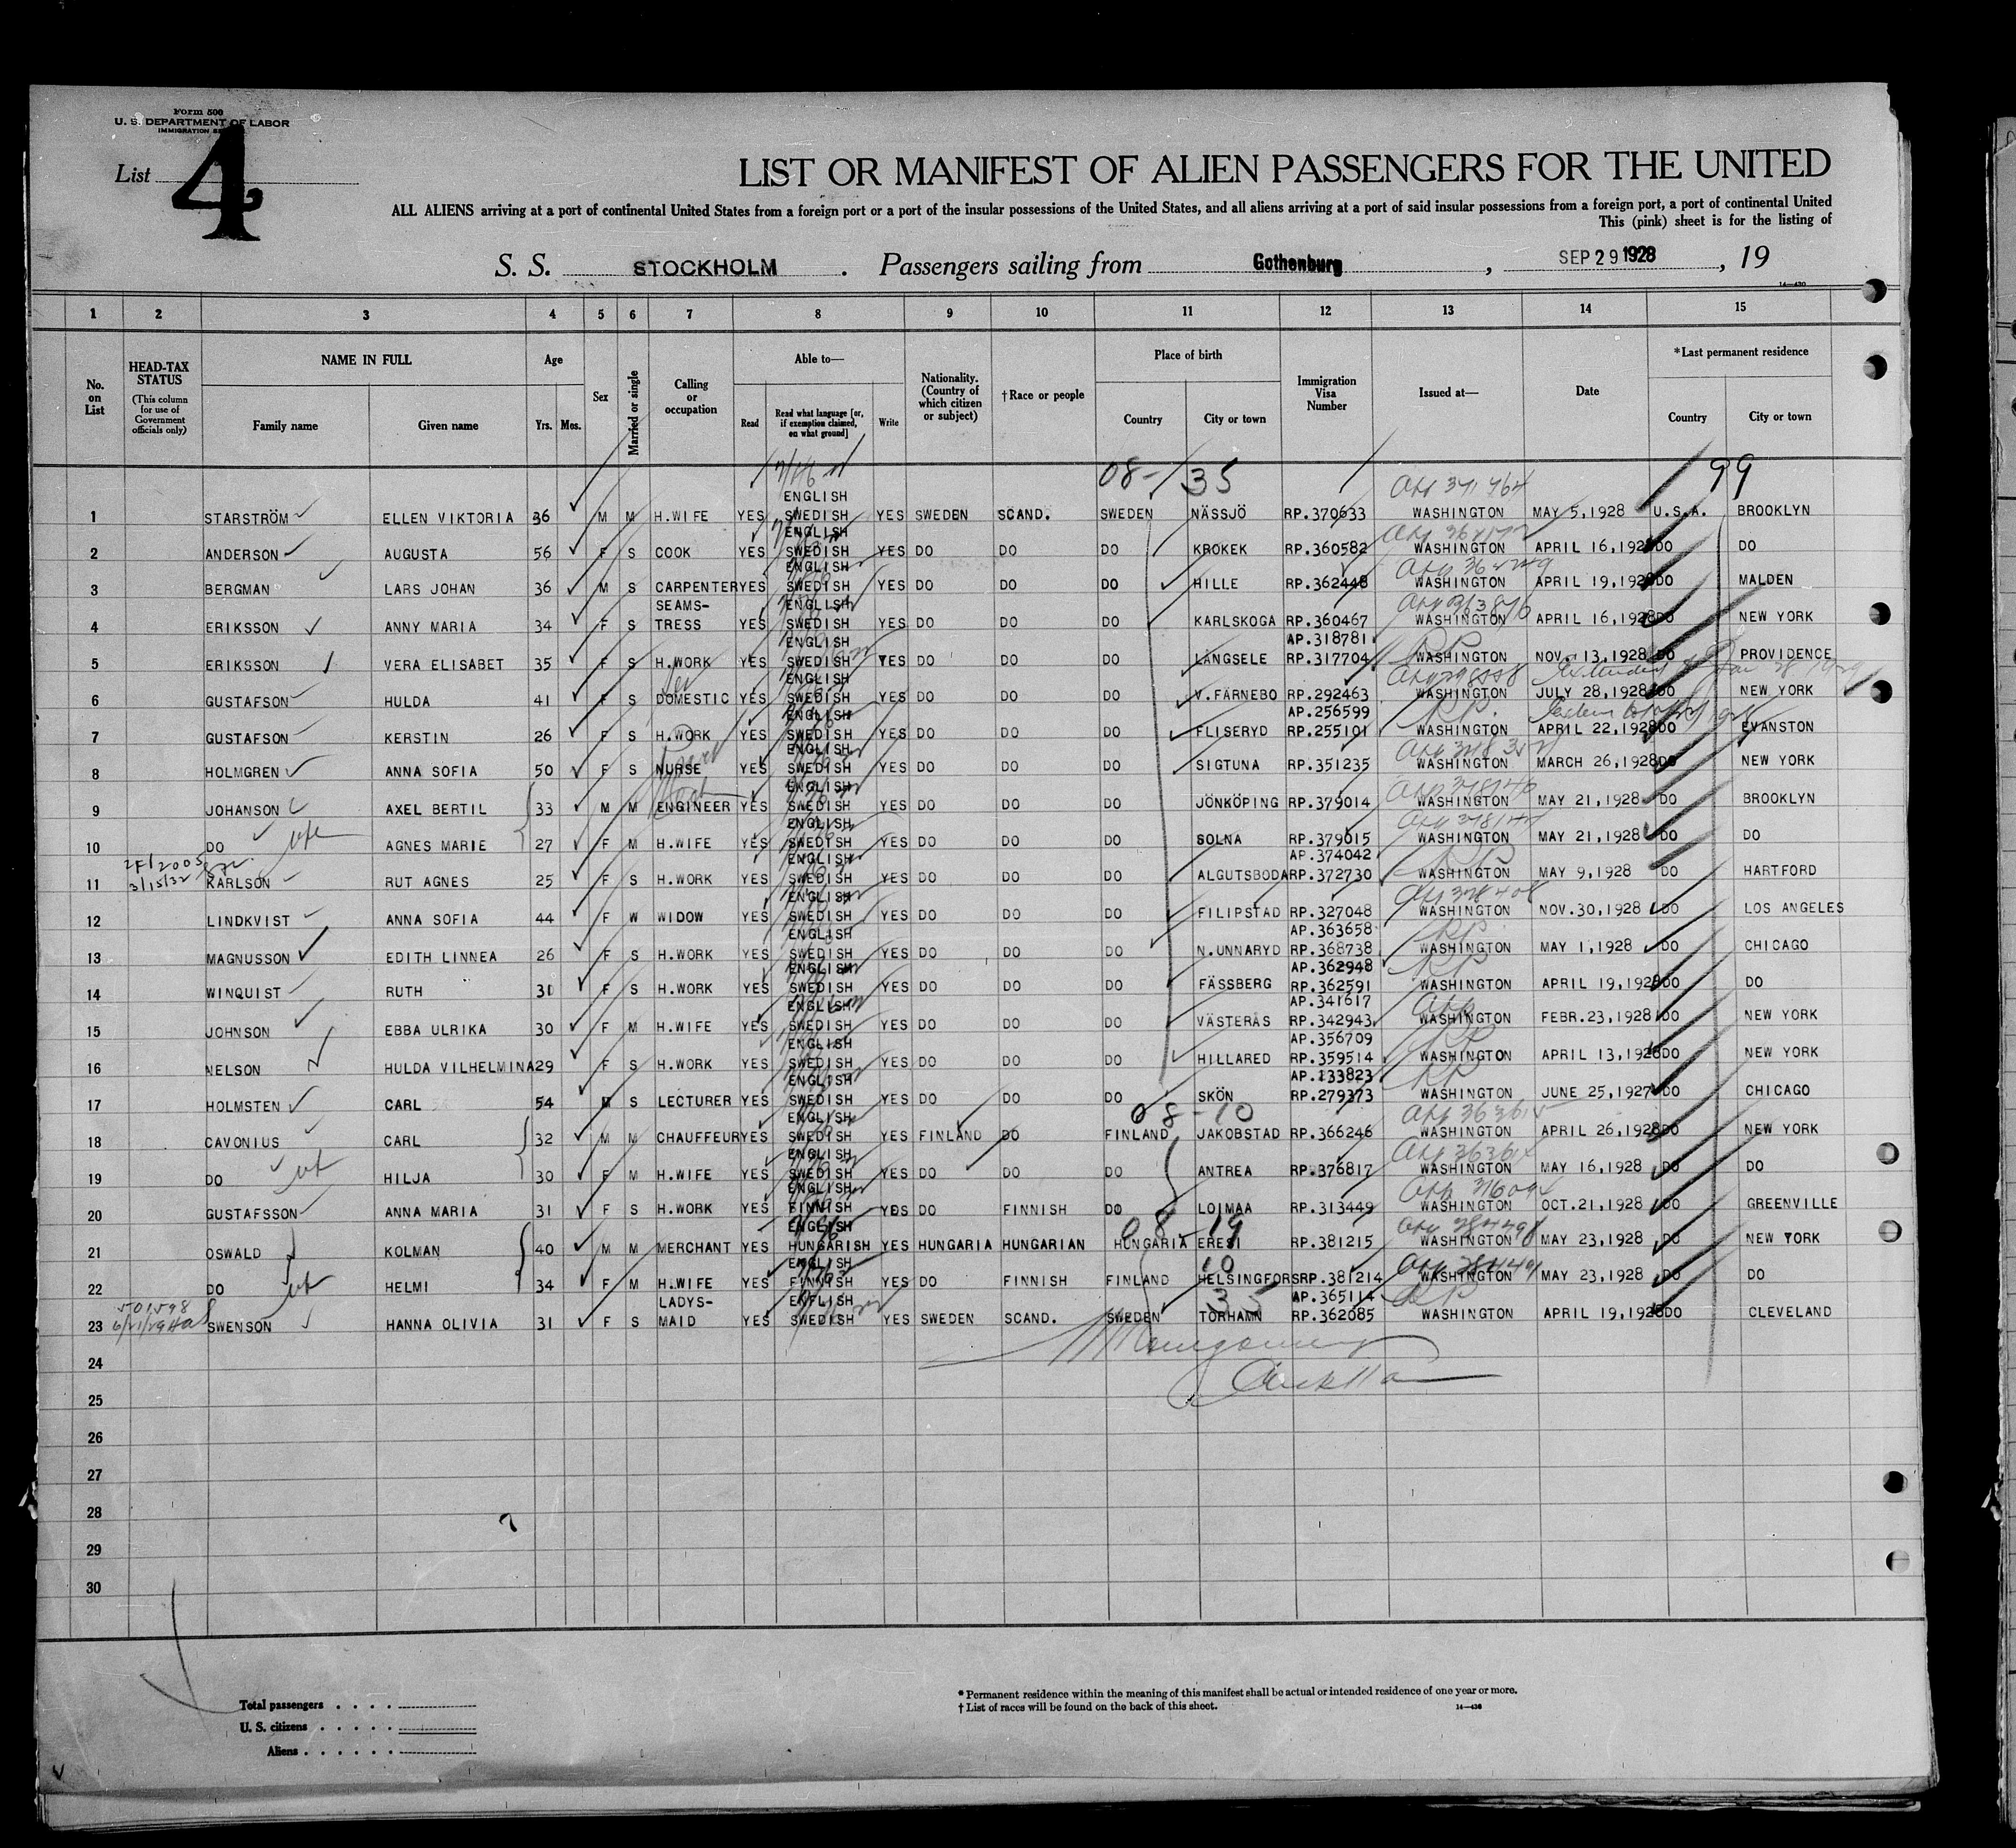 Form 500
U. S. DEPARTMENT OF LABOR
IMMIGRATION
List 4
LIST OR MANIFEST OF ALIEN PASSENGERS FOR THE UNITED
ALL ALIENS arriving at a port of continental United States from a foreign port or a port of the insular possessions of the United States, and all aliens arriving at a port of said insular possessions from a foreign port, a port of continental United
This (pink) sheet is for the listing of
S. S. STOCKHOLM . Passengers sailing from Gothenburg , SEP 29 1928 , 19
14—430
1 2 3 4 5 6 7 8 9 10 11 12 13 14 15
No. on List
HEAD-TAX STATUS (This column for use of Government officials only)
NAME IN FULL Family name Given name
Age Yrs. Mos.
Sex
Married or single
Calling or occupation
Able to— Read Read what language [or, if exemption claimed, on what ground] Write
Nationality. (Country of which citizen or subject)
†Race or people
Place of birth Country City or town
Immigration Visa Number
Issued at—
Date
*Last permanent residence Country City or town
08- 35 99
1 STARSTRÖM ELLEN VIKTORIA 36 M M H.WIFE YES ENGLISH SWEDISH YES SWEDEN SCAND. SWEDEN NÄSSJÖ RP.370633 WASHINGTON MAY 5,1928 U.S.A. BROOKLYN
2 ANDERSON AUGUSTA 56 F S COOK YES ENGLISH SWEDISH YES DO DO DO KROKEK RP.360582 WASHINGTON APRIL 16,1928 DO DO
3 BERGMAN LARS JOHAN 36 M S CARPENTER YES ENGLISH SWEDISH YES DO DO DO HILLE RP.362448 WASHINGTON APRIL 19,1928 DO MALDEN
4 ERIKSSON ANNY MARIA 34 F S SEAMS- TRESS YES ENGLISH SWEDISH YES DO DO DO KARLSKOGA RP.360467 WASHINGTON APRIL 16,1928 DO NEW YORK
5 ERIKSSON VERA ELISABET 35 F S H.WORK YES ENGLISH SWEDISH YES DO DO DO LÅNGSELE AP.318781 RP.317704 WASHINGTON NOV. 13,1928 DO PROVIDENCE
6 GUSTAFSON HULDA 41 F S DOMESTIC YES ENGLISH SWEDISH YES DO DO DO V.FÄRNEBO RP.292463 WASHINGTON JULY 28,1928 DO NEW YORK
7 GUSTAFSON KERSTIN 26 F S H.WORK YES ENGLISH SWEDISH YES DO DO DO FLISERYD AP.256599 RP.255101 WASHINGTON APRIL 22,1928 DO EVANSTON
8 HOLMGREN ANNA SOFIA 50 F S NURSE YES ENGLISH SWEDISH YES DO DO DO SIGTUNA RP.351235 WASHINGTON MARCH 26,1928 DO NEW YORK
9 JOHANSON AXEL BERTIL 33 M M ENGINEER YES ENGLISH SWEDISH YES DO DO DO JÖNKÖPING RP.379014 WASHINGTON MAY 21,1928 DO BROOKLYN
10 DO AGNES MARIE 27 F M H.WIFE YES ENGLISH SWEDISH YES DO DO DO SOLNA RP.379015 WASHINGTON MAY 21,1928 DO DO
11 3/15/32 KARLSON RUT AGNES 25 F S H.WORK YES ENGLISH SWEDISH YES DO DO DO ALGUTSBODA AP.374042 RP.372730 WASHINGTON MAY 9,1928 DO HARTFORD
12 LINDKVIST ANNA SOFIA 44 F W WIDOW YES ENGLISH SWEDISH YES DO DO DO FILIPSTAD RP.327048 WASHINGTON NOV.30,1928 DO LOS ANGELES
13 MAGNUSSON EDITH LINNEA 26 F S H.WORK YES ENGLISH SWEDISH YES DO DO DO N.UNNARYD AP.363658 RP.368738 WASHINGTON MAY 1,1928 DO CHICAGO
14 WINQUIST RUTH 31 F S H.WORK YES ENGLISH SWEDISH YES DO DO DO FÄSSBERG AP.362948 RP.362591 WASHINGTON APRIL 19,1928 DO DO
15 JOHNSON EBBA ULRIKA 30 F M H.WIFE YES ENGLISH SWEDISH YES DO DO DO VÄSTERÅS AP.341617 RP.342943 WASHINGTON FEBR.23,1928 DO NEW YORK
16 NELSON HULDA VILHELMINA 29 F S H.WORK YES ENGLISH SWEDISH YES DO DO DO HILLARED AP.356709 RP.359514 WASHINGTON APRIL 13,1928 DO NEW YORK
17 HOLMSTEN CARL 54 M S LECTURER YES ENGLISH SWEDISH YES DO DO DO SKÖN AP.133823 RP.279373 WASHINGTON JUNE 25,1927 DO CHICAGO
08-10
18 CAVONIUS CARL 32 M M CHAUFFEUR YES ENGLISH SWEDISH YES FINLAND DO FINLAND JAKOBSTAD RP.366246 WASHINGTON APRIL 26,1928 DO NEW YORK
19 DO HILJA 30 F M H.WIFE YES ENGLISH SWEDISH YES DO DO DO ANTREA RP.376817 WASHINGTON MAY 16,1928 DO DO
20 GUSTAFSSON ANNA MARIA 31 F S H.WORK YES ENGLISH FINNISH YES DO FINNISH DO LOIMAA RP.313449 WASHINGTON OCT.21,1928 DO GREENVILLE
08-19
21 OSWALD KOLMAN 40 M M MERCHANT YES ENGLISH HUNGARISH YES HUNGARIA HUNGARIAN HUNGARIA ERESI RP.381215 WASHINGTON MAY 23,1928 DO NEW YORK
10
22 DO HELMI 34 F M H.WIFE YES ENGLISH FINNISH YES DO FINNISH FINLAND HELSINGFORS RP.381214 WASHINGTON MAY 23,1928 DO DO
35
23 SWENSON HANNA OLIVIA 31 F S LADYS- MAID YES ENGLISH SWEDISH YES SWEDEN SCAND. SWEDEN TORHAMN AP.365114 RP.362085 WASHINGTON APRIL 19,1928 DO CLEVELAND
24
25
26
27
28
29
30
Total passengers
U. S. citizens
Aliens
* Permanent residence within the meaning of this manifest shall be actual or intended residence of one year or more.
† List of races will be found on the back of this sheet.
14—430